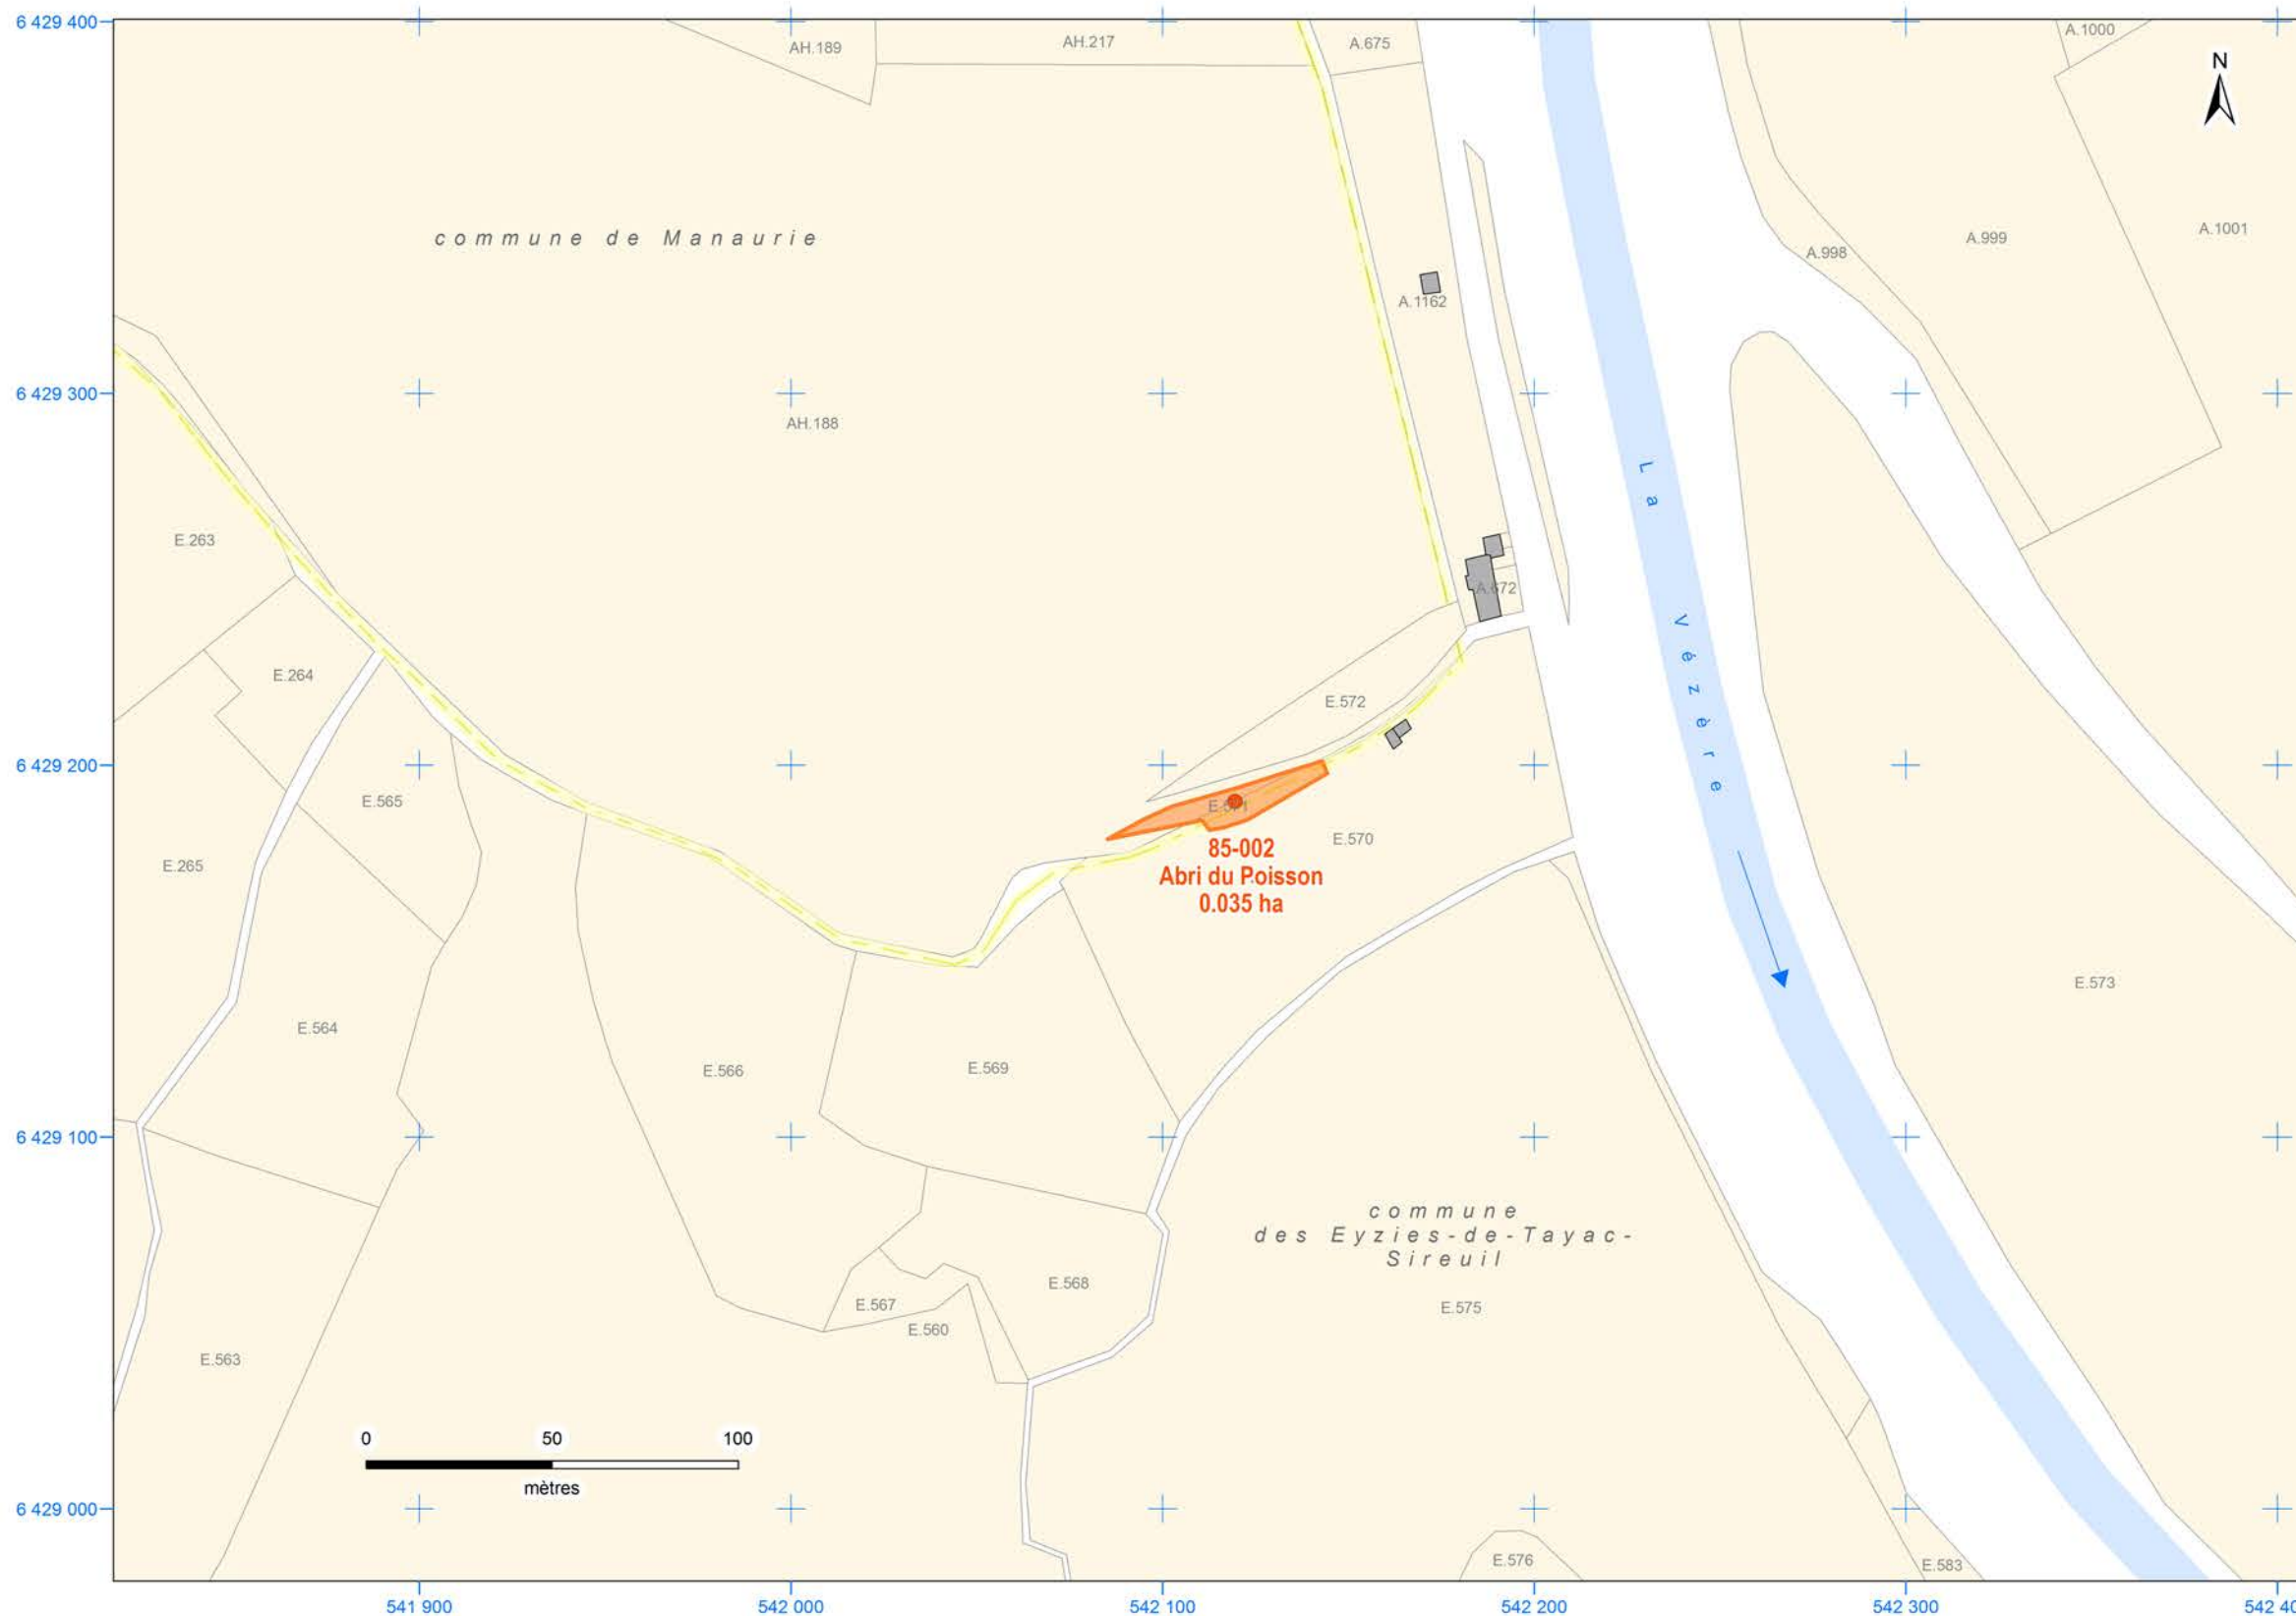 6 429 400
AH.189
AH.217
A.675
A.1000
N
commune de Manaurie
A.998
A.999
A.1001
A.1162
6 429 300
AH.188
La Vézère
E.263
A.672
E.264
E.572
6 429 200
E.565
E.571
E.570
85-002
Abri du Poisson
0.035 ha
E.265
E.573
E.564
E.566
E.569
6 429 100
commune
des Eyzies-de-Tayac-
Sireuil
E.568
E.567
E.575
E.560
E.563
0 50 100
mètres
6 429 000
E.576
E.583
541 900
542 000
542 100
542 200
542 300